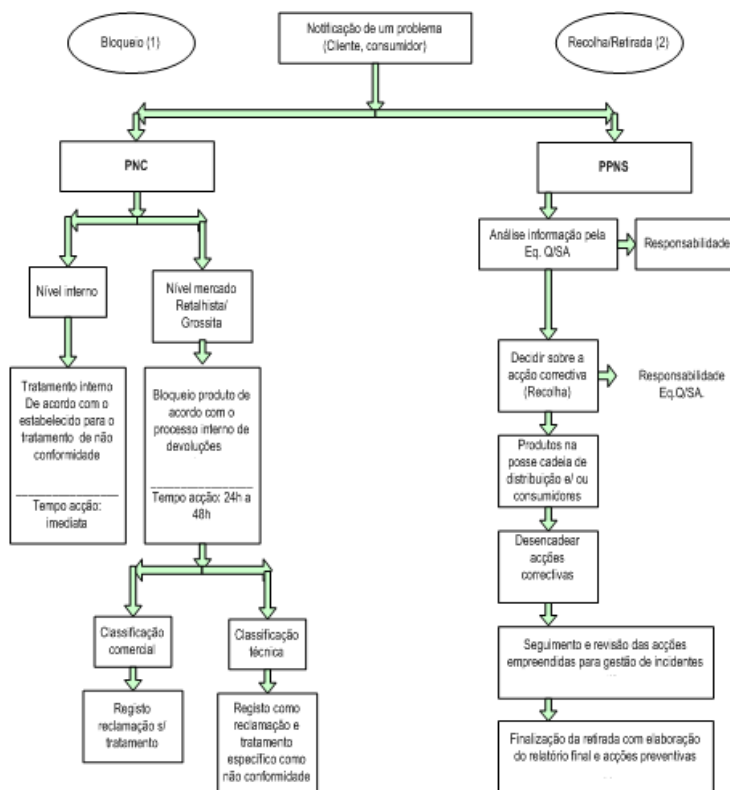 Bloqueio (1)
Notificação de um problema
(Cliente, consumidor)
Recolha/Retirada (2)
PNC
PPNS
Análise informação pela
Eq. Q/SA
Responsabilidade
Nível interno
Nível mercado
Retalhista/
Grossita
Tratamento interno
De acordo com o
estabelecido para o
tratamento de não
conformidade
Tempo acção:
imediata
Bloqueio produto de
acordo com o
processo interno de
devoluções
Tempo acção: 24h a
48h
Decidir sobre a
acção correctiva
(Recolha)
Responsabilidade
Eq.Q/SA.
Produtos na
posse cadeia de
distribuição e/ ou
consumidores
Desencadear
acções
correctivas
Classificação
comercial
Classificação
técnica
Seguimento e revisão das acções
empreendidas para gestão de incidentes
Registo
reclamação s/
tratamento
Registo como
reclamação e
tratamento
específico como
não conformidade
Finalização da retirada com elaboração
do relatório final e acções preventivas